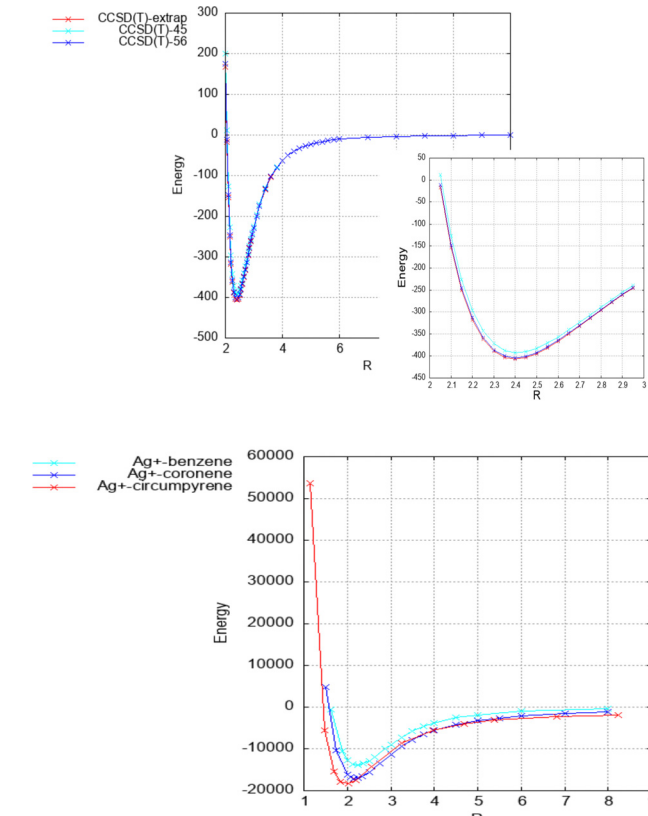 CCSD(T)-extrap
CCSD(T)-45
CCSD(T)-56
300
200
100
0
-100
-200
-300
-400
-500
Energy
2 4 6
R
50
0
-50
-100
-150
-200
-250
-300
-350
-400
-450
Energy
2 2.1 2.2 2.3 2.4 2.5 2.6 2.7 2.8 2.9 3
R
Ag+-benzene
Ag+-coronene
Ag+-circumpyrene
60000
50000
40000
30000
20000
10000
0
-10000
-20000
Energy
1 2 3 4 5 6 7 8